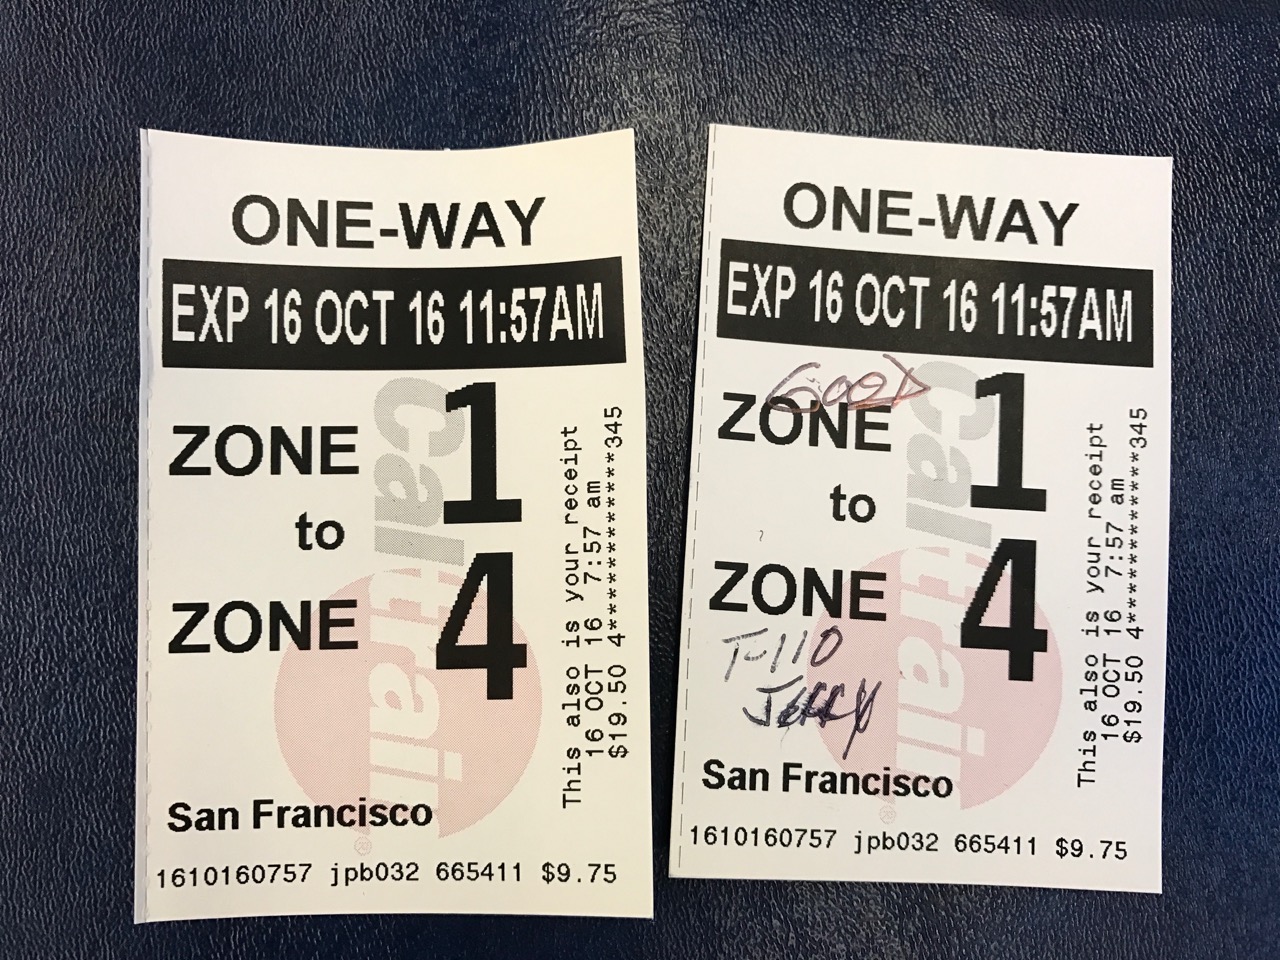 ONE-WAY
EXP 16 OCT 16 11:57AM
ZONE 1
to
ZONE 4
Caltrain
San Francisco
1610160757 jpb032 665411 $9.75
This also is your receipt
16 OCT 16 7:57 am
$19.50 4***********345
ONE-WAY
EXP 16 OCT 16 11:57AM
GOOD
ZONE 1
to
ZONE 4
Caltrain
T-110
JERRY
San Francisco
1610160757 jpb032 665411 $9.75
This also is your receipt
16 OCT 16 7:57 am
$19.50 4***********345